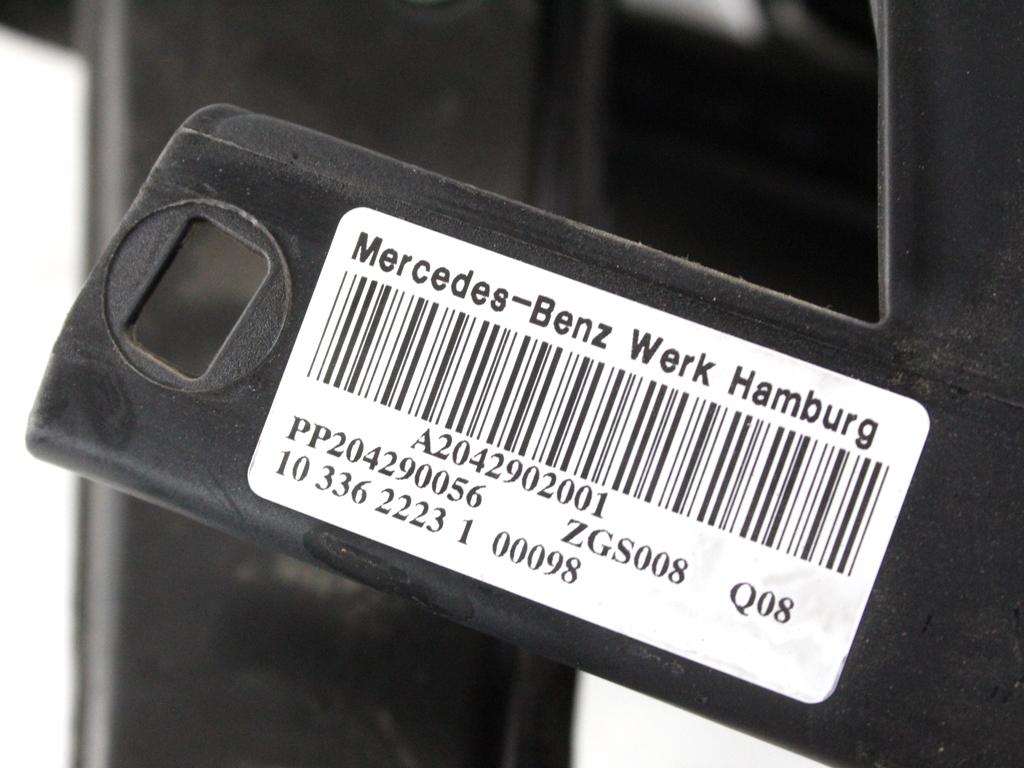 Mercedes-Benz Werk Hamburg
A2042902001
PP204290056 ZGS008 Q08
10 336 2223 1 00098